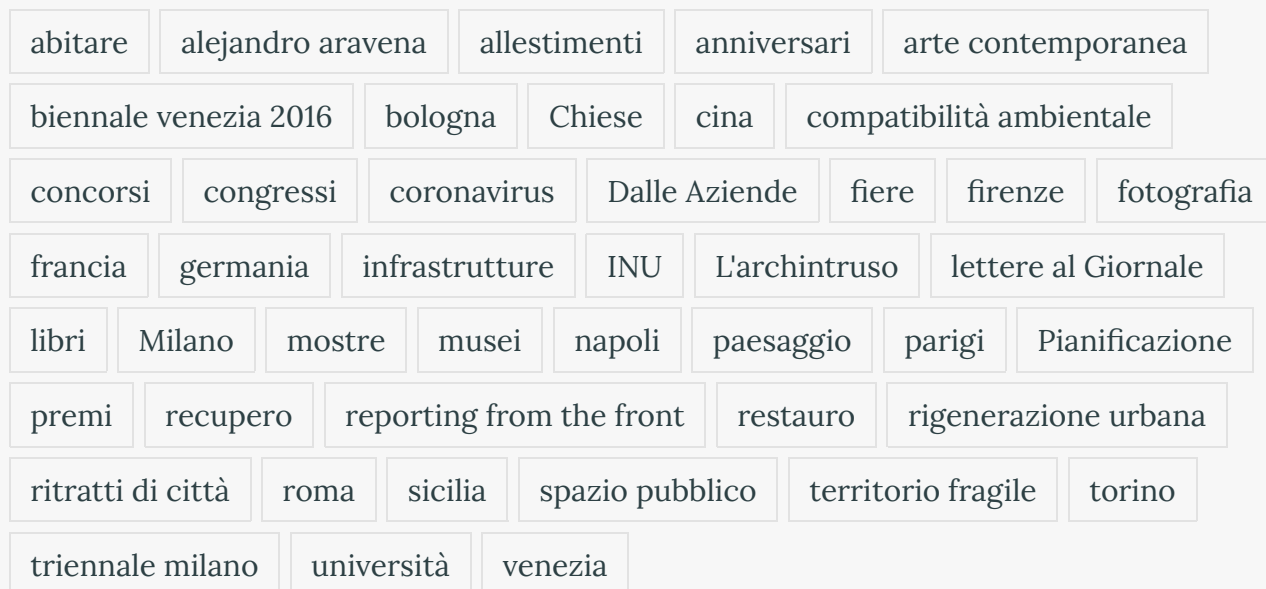 abitare alejandro aravena allestimenti anniversari arte contemporanea
biennale venezia 2016 bologna Chiese cina compatibilità ambientale
concorsi congressi coronavirus Dalle Aziende fiere firenze fotografia
francia germania infrastrutture INU L'archintruso lettere al Giornale
libri Milano mostre musei napoli paesaggio parigi Pianificazione
premi recupero reporting from the front restauro rigenerazione urbana
ritratti di città roma sicilia spazio pubblico territorio fragile torino
triennale milano università venezia